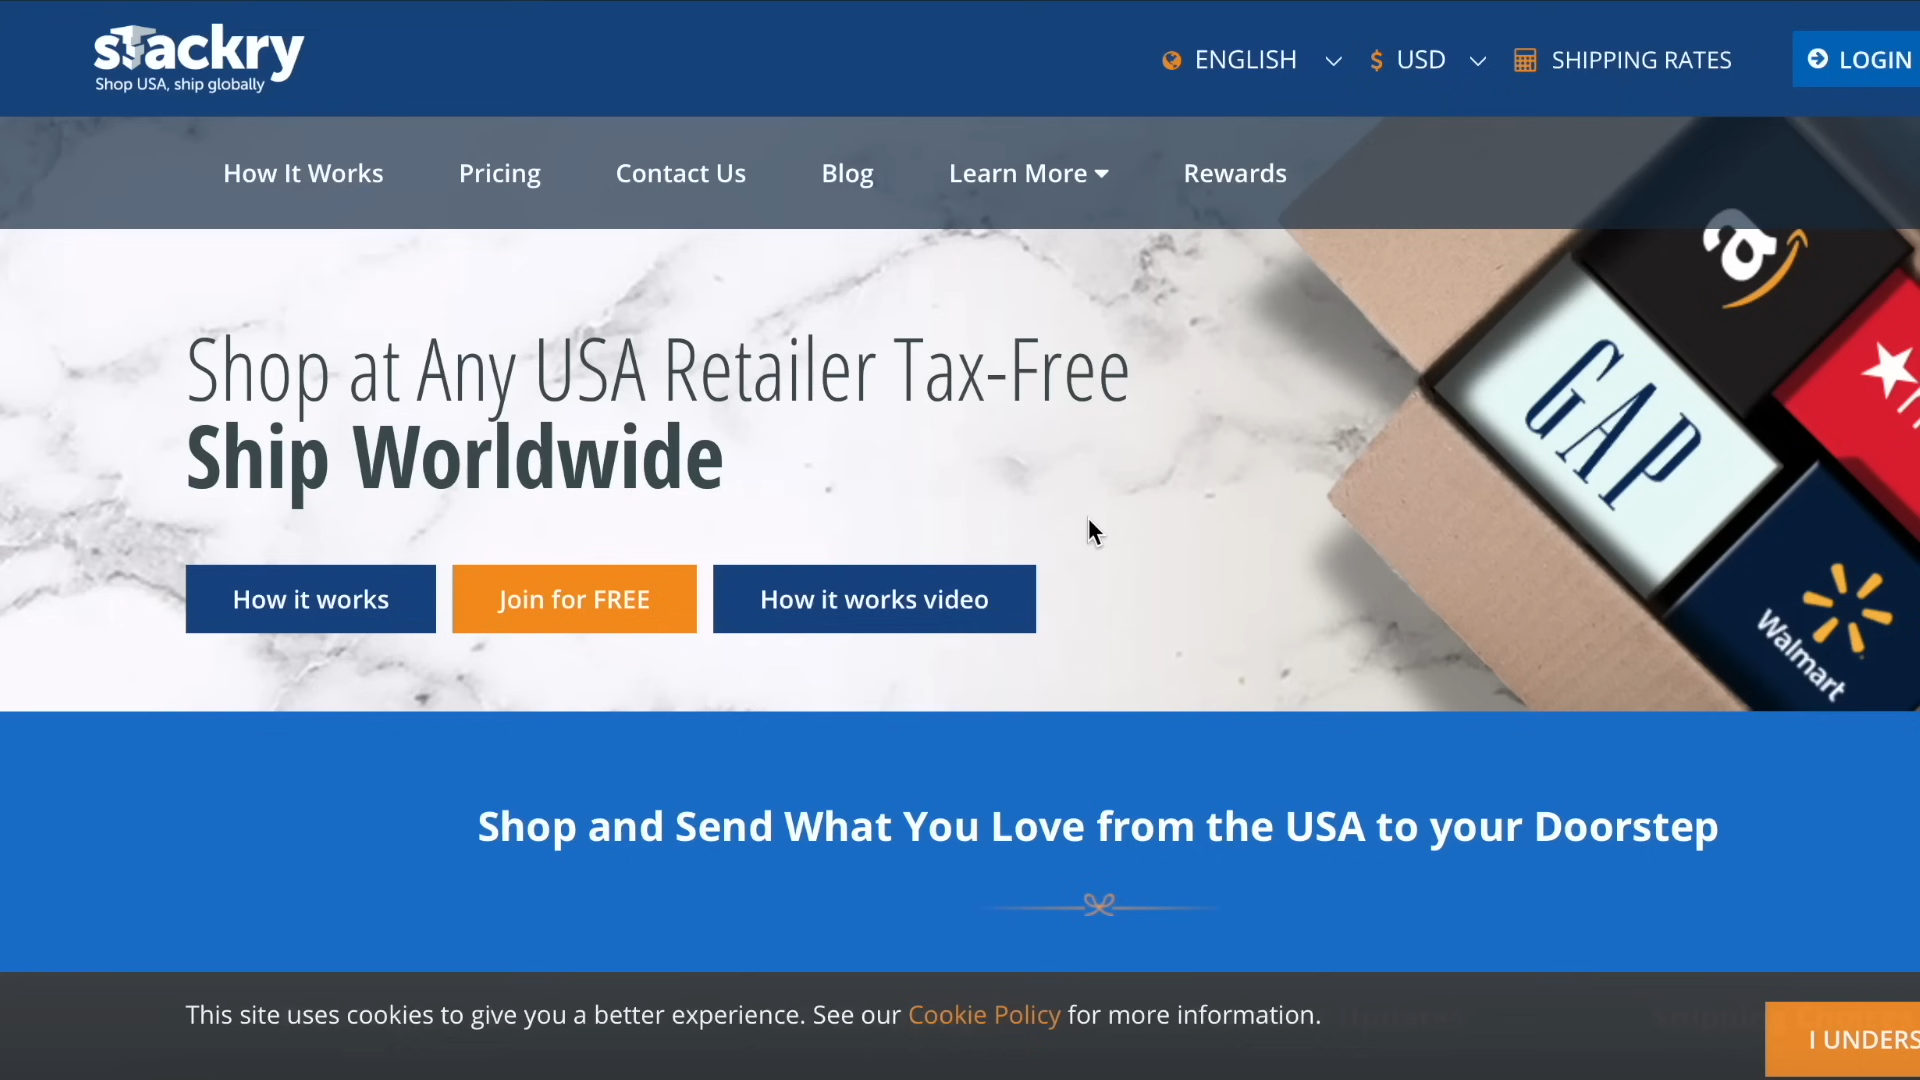 stackry
Shop USA, ship globally
ENGLISH
$ USD
SHIPPING RATES
LOGIN
How It Works
Pricing
Contact Us
Blog
Learn More
Rewards
Shop at Any USA Retailer Tax-Free
Ship Worldwide
How it works
Join for FREE
How it works video
a
GAP
Walmart
Shop and Send What You Love from the USA to your Doorstep
This site uses cookies to give you a better experience. See our Cookie Policy for more information.
I UNDERS